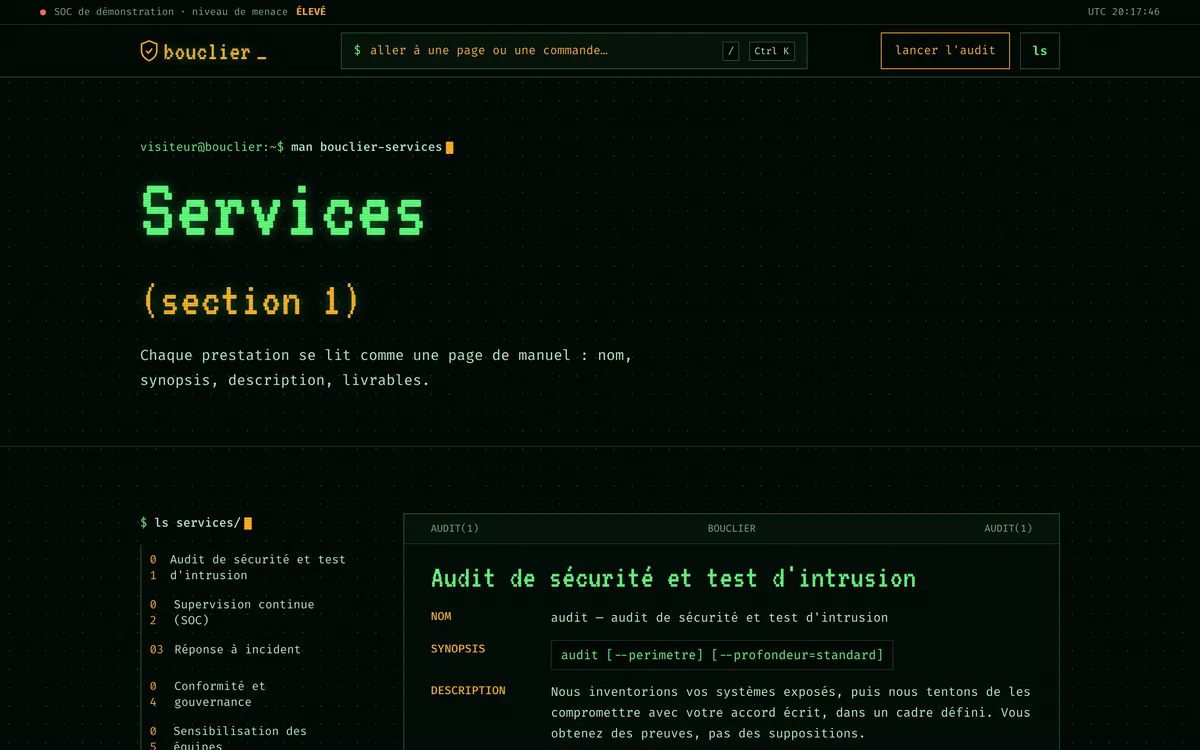 SOC de démonstration · niveau de menace ÉLEVÉ
UTC 20:17:46
bouclier _
$ aller à une page ou une commande…
/
Ctrl K
lancer l'audit
ls
visiteur@bouclier:~$ man bouclier-services
Services
(section 1)
Chaque prestation se lit comme une page de manuel : nom,
synopsis, description, livrables.
$ ls services/
01 Audit de sécurité et test
d'intrusion
02 Supervision continue
(SOC)
03 Réponse à incident
04 Conformité et
gouvernance
05 Sensibilisation des
équipes
AUDIT(1)
BOUCLIER
AUDIT(1)
Audit de sécurité et test d'intrusion
NOM
audit — audit de sécurité et test d'intrusion
SYNOPSIS
audit [--perimetre] [--profondeur=standard]
DESCRIPTION
Nous inventorions vos systèmes exposés, puis nous tentons de les
compromettre avec votre accord écrit, dans un cadre défini. Vous
obtenez des preuves, pas des suppositions.